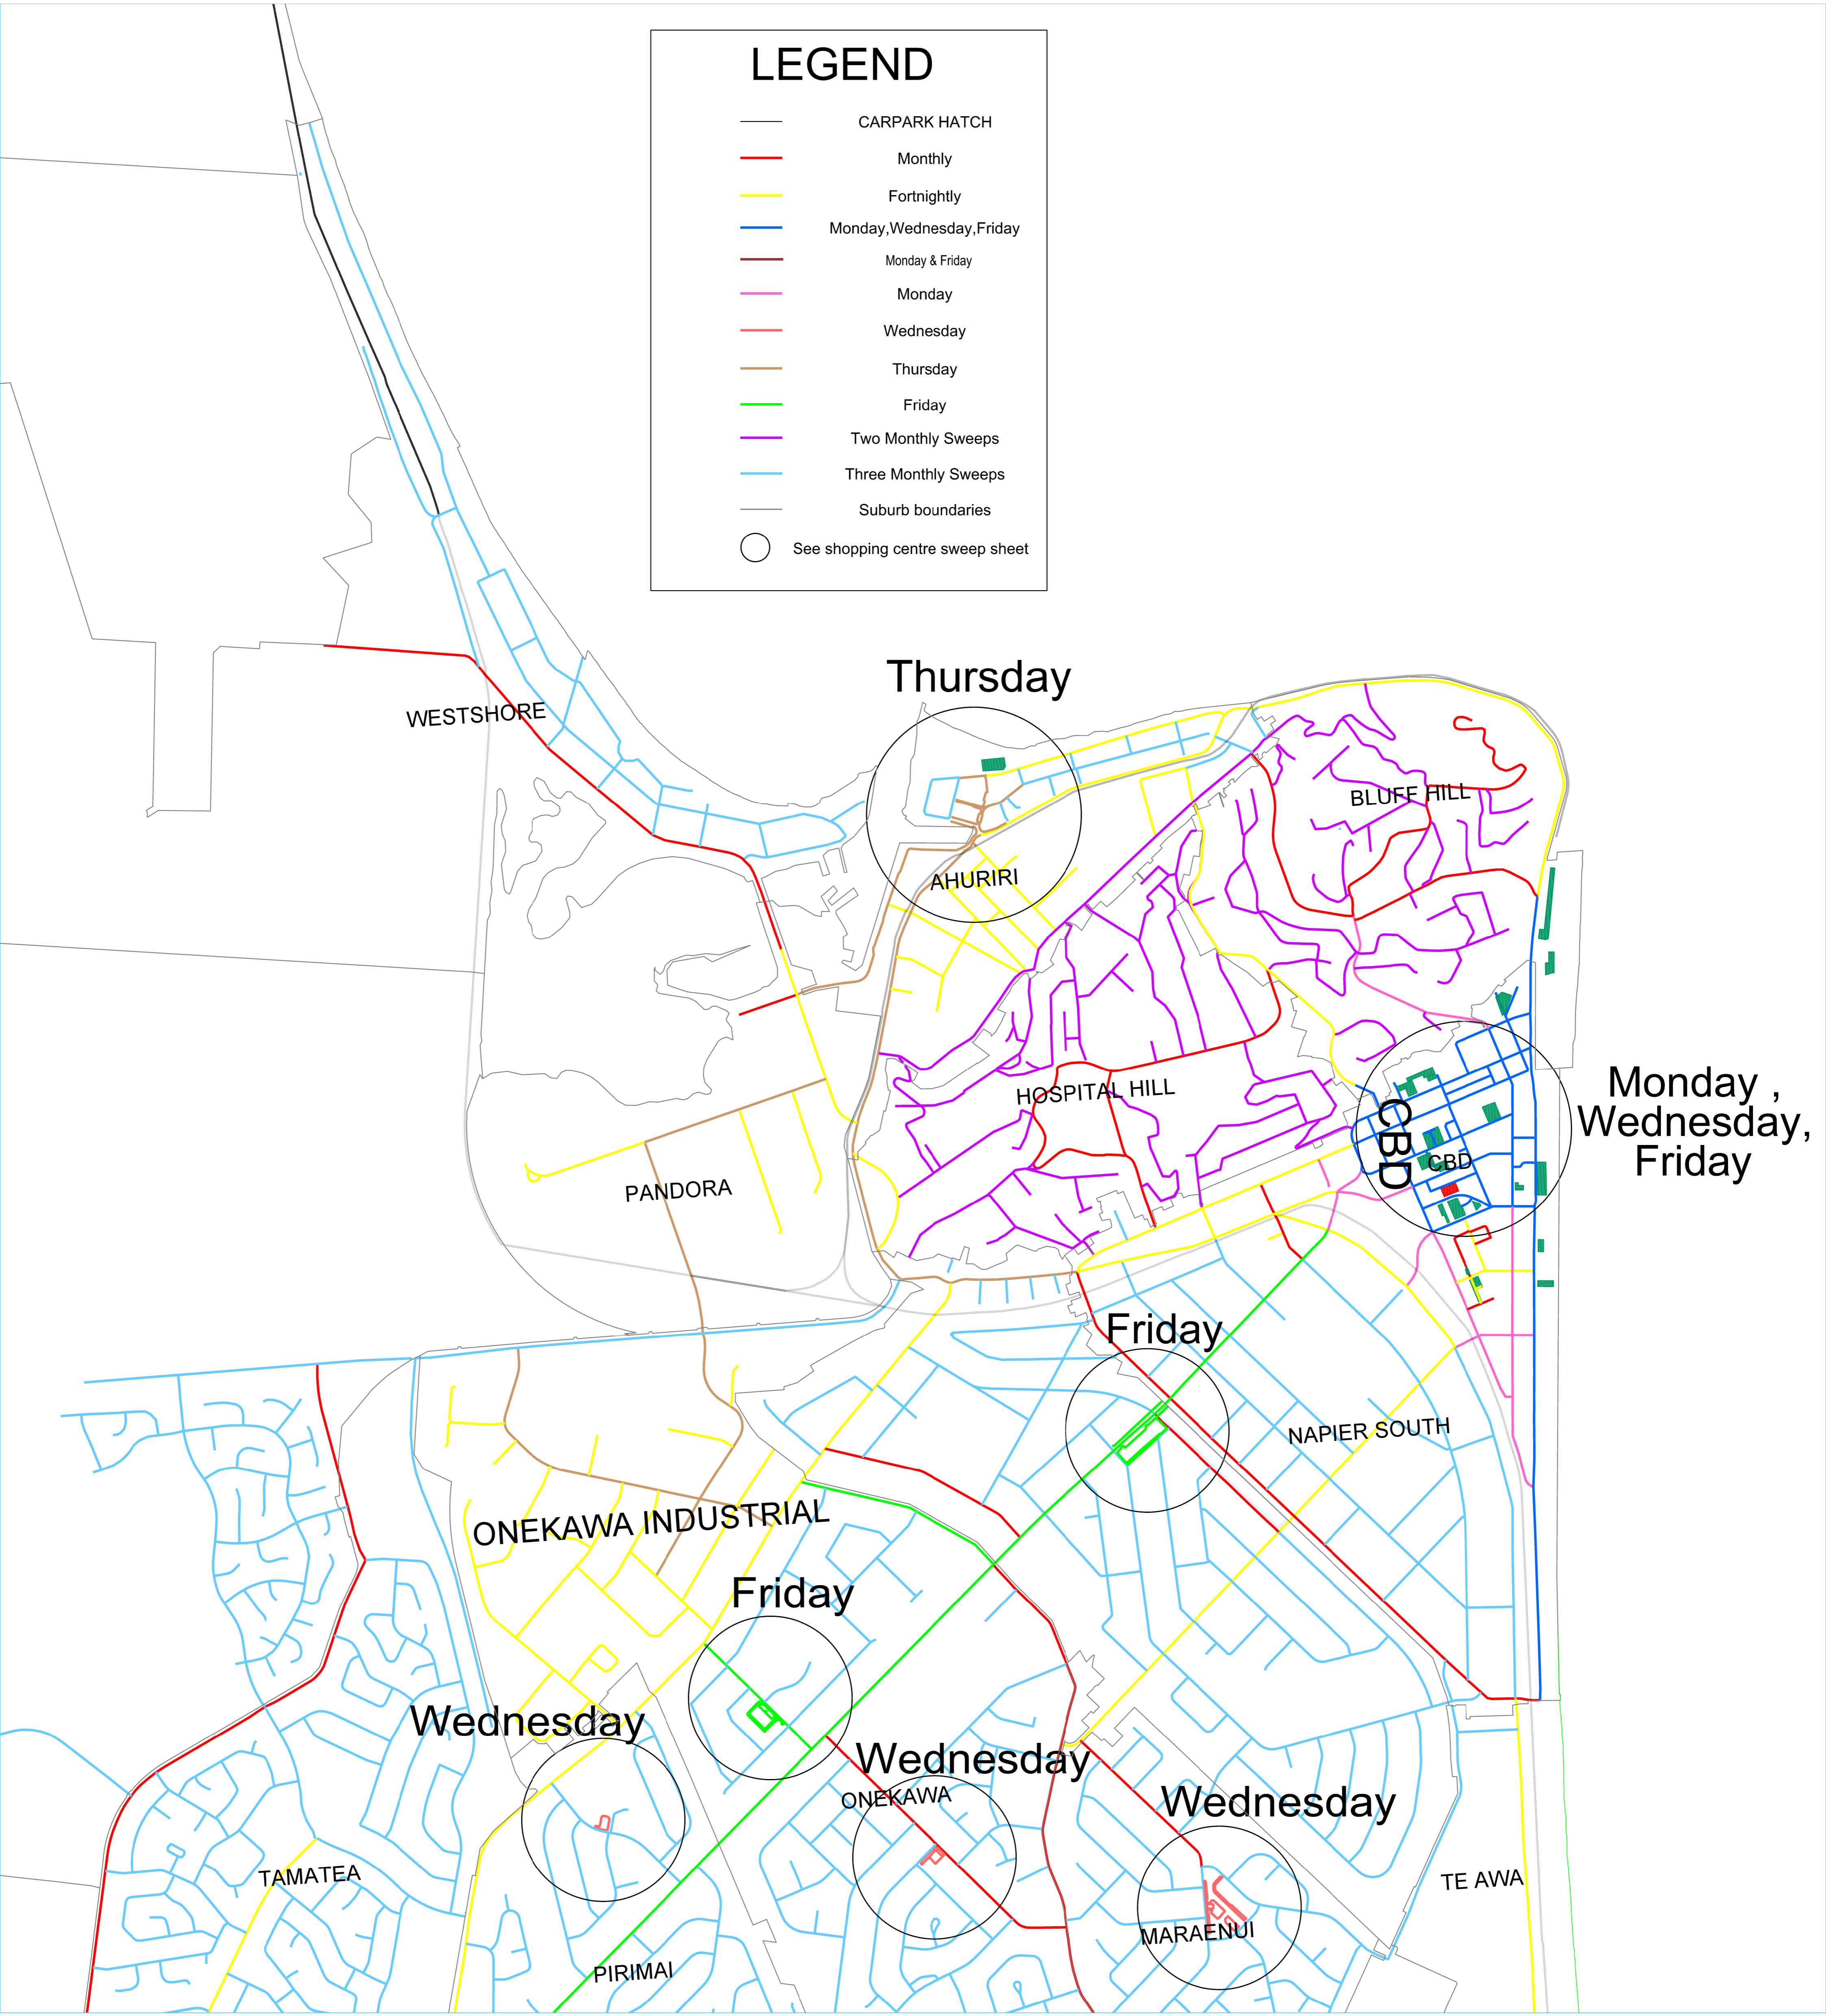 LEGEND
CARPARK HATCH
Monthly
Fortnightly
Monday,Wednesday,Friday
Monday & Friday
Monday
Wednesday
Thursday
Friday
Two Monthly Sweeps
Three Monthly Sweeps
Suburb boundaries
See shopping centre sweep sheet
Thursday
WESTSHORE
BLUFF HILL
AHURIRI
HOSPITAL HILL
Monday ,
Wednesday,
Friday
CBD
CBD
PANDORA
Friday
NAPIER SOUTH
ONEKAWA INDUSTRIAL
Friday
Wednesday
Wednesday
ONEKAWA
Wednesday
TAMATEA
TE AWA
MARAENUI
PIRIMAI